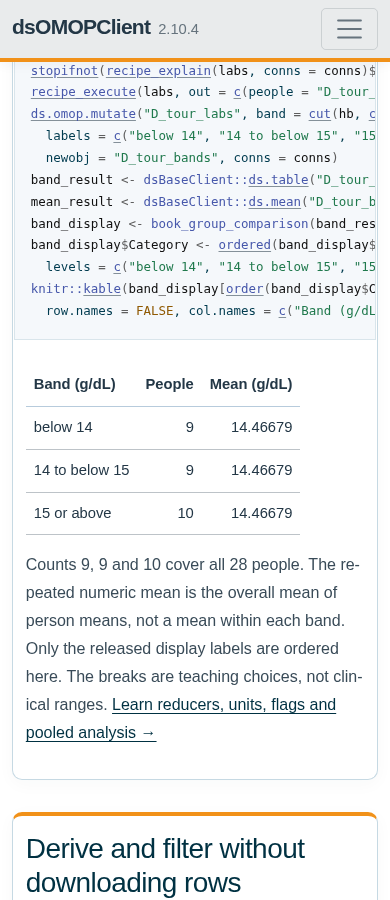 dsOMOPClient 2.10.4
stopifnot(recipe_explain(labs, conns = conns)$
recipe_execute(labs, out = c(people = "D_tour_
ds.omop.mutate("D_tour_labs", band = cut(hb, c
labels = c("below 14", "14 to below 15", "15
newobj = "D_tour_bands", conns = conns)
band_result <- dsBaseClient::ds.table("D_tour_
mean_result <- dsBaseClient::ds.mean("D_tour_b
band_display <- book_group_comparison(band_res
band_display$Category <- ordered(band_display$
levels = c("below 14", "14 to below 15", "15
knitr::kable(band_display[order(band_display$C
row.names = FALSE, col.names = c("Band (g/dL
Band (g/dL) People Mean (g/dL)
below 14 9 14.46679
14 to below 15 9 14.46679
15 or above 10 14.46679
Counts 9, 9 and 10 cover all 28 people. The re-
peated numeric mean is the overall mean of
person means, not a mean within each band.
Only the released display labels are ordered
here. The breaks are teaching choices, not clin-
ical ranges. Learn reducers, units, flags and
pooled analysis →
Derive and filter without
downloading rows